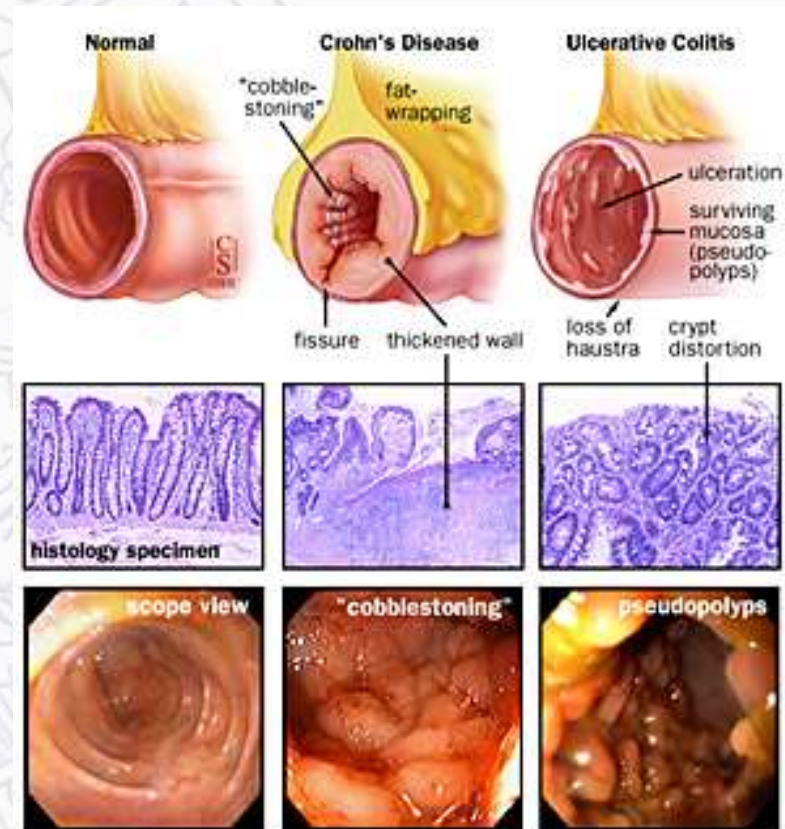 Normal
Crohn's Disease
Ulcerative Colitis
"cobble-
stoning"
fat-
wrapping
ulceration
surviving
mucosa
(pseudo-
polyps)
fissure
thickened wall
loss of
haustra
crypt
distortion
histology specimen
scope view
"cobblestoning"
pseudopolyps